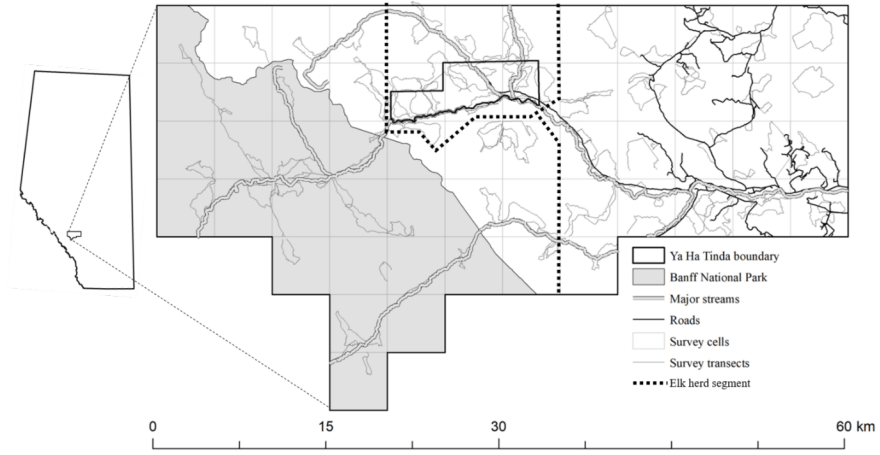 Ya Ha Tinda boundary
Banff National Park
Major streams
Roads
Survey cells
Survey transects
Elk herd segment
0 15 30 60 km